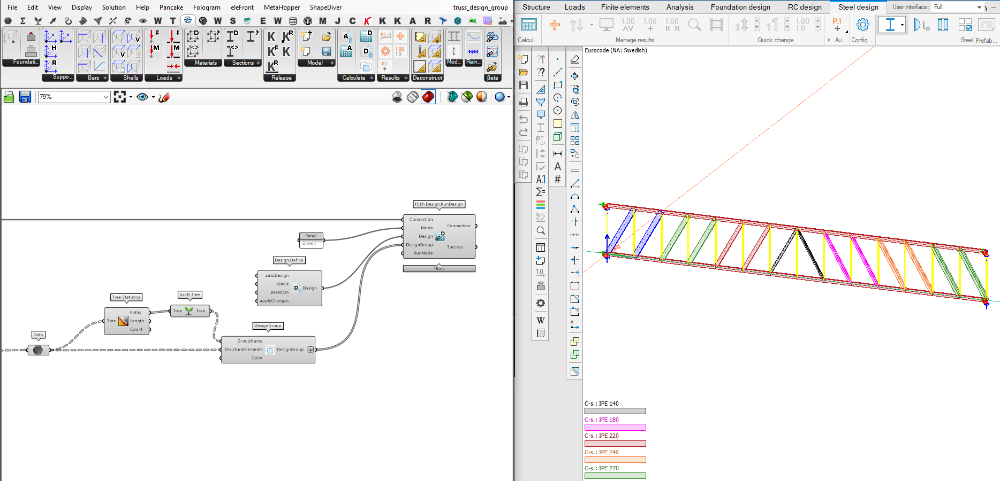 File Edit View Display Solution Help Pancake Fologram eleFront MetaHopper ShapeDiver truss_design_group
Foundati...
Suppo...
Bars
Shells
Loads
Materials
Sections
Release
Model
Calculate
Results
Deconstruct
Mod...
Rein...
βeta
79%
FEM-Design.RunDesign
Connection
Mode
Design
DesignGroup
RunNode
Connection
Success
18ms
Panel
steel
Design.Define
autoDesign
check
BasedOn
applyChanges
Design
Tree Statistics
Tree
Paths
Length
Count
Graft Tree
Tree Tree
Data
DesignGroup
GroupName
StructuralElements
Color
DesignGroup
Structure Loads Finite elements Analysis Foundation design RC design Steel design User interface: Full
Calcul...
Manage results
Quick change
Au...
Config...
Steel
Prefab...
Eurocode (NA: Swedish)
C-s.: IPE 140
C-s.: IPE 180
C-s.: IPE 220
C-s.: IPE 240
C-s.: IPE 270